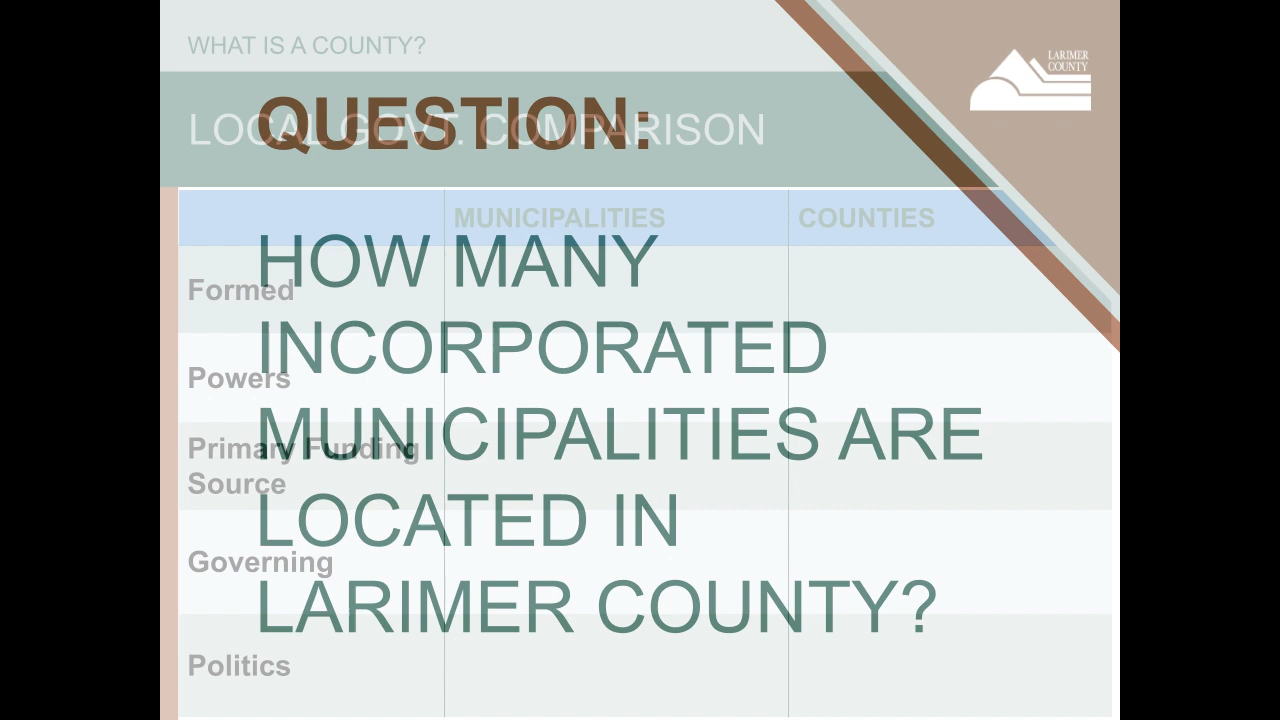 WHAT IS A COUNTY?
LARIMER
COUNTY
QUESTION:
LOCAL GOVT. COMPARISON
MUNICIPALITIES
COUNTIES
HOW MANY
Formed
INCORPORATED
Powers
MUNICIPALITIES ARE
Primary Funding
Source
LOCATED IN
Governing
LARIMER COUNTY?
Politics